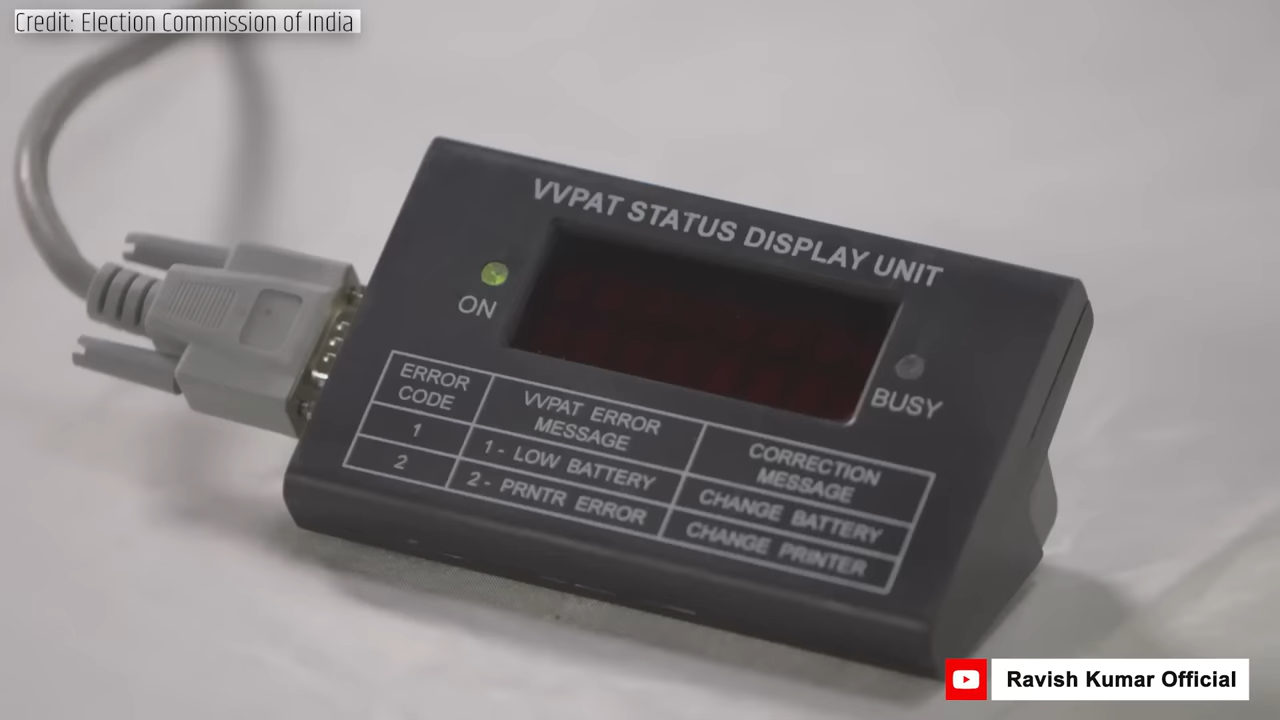 Credit: Election Commission of India
VVPAT STATUS DISPLAY UNIT
ON
BUSY
ERROR
CODE
VVPAT ERROR
MESSAGE
CORRECTION
MESSAGE
1
1 - LOW BATTERY
CHANGE BATTERY
2
2 - PRNTR ERROR
CHANGE PRINTER
Ravish Kumar Official